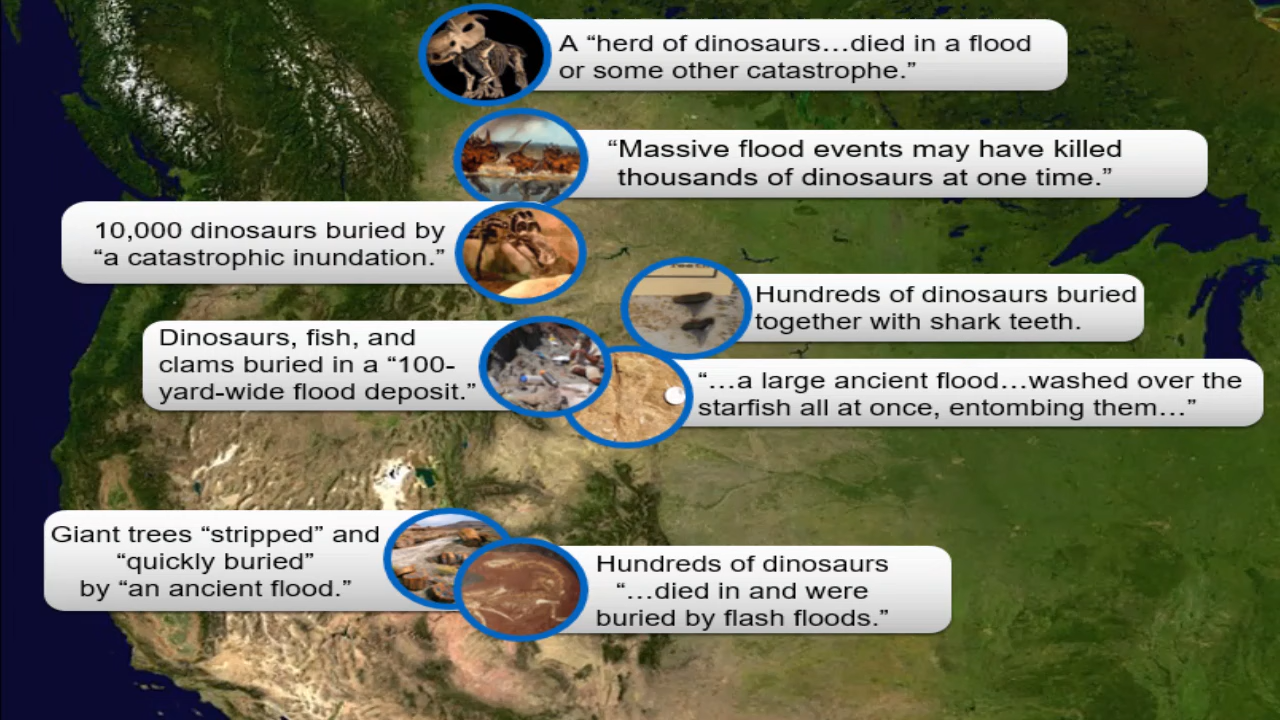 A “herd of dinosaurs…died in a flood
or some other catastrophe.”
“Massive flood events may have killed
thousands of dinosaurs at one time.”
10,000 dinosaurs buried by
“a catastrophic inundation.”
Hundreds of dinosaurs buried
together with shark teeth.
Dinosaurs, fish, and
clams buried in a “100-
yard-wide flood deposit.”
“…a large ancient flood…washed over the
starfish all at once, entombing them…”
Giant trees “stripped” and
“quickly buried”
by “an ancient flood.”
Hundreds of dinosaurs
“…died in and were
buried by flash floods.”